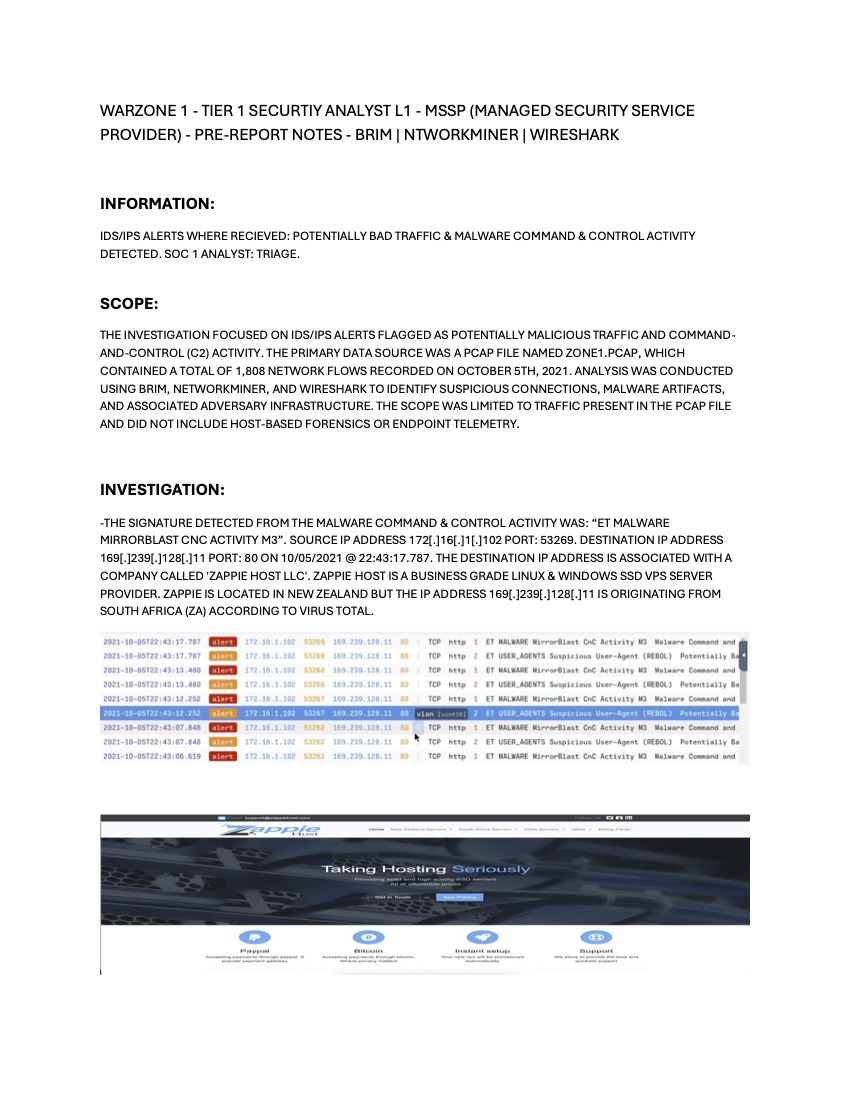 WARZONE 1 - TIER 1 SECURTIY ANALYST L1 - MSSP (MANAGED SECURITY SERVICE
PROVIDER) - PRE-REPORT NOTES - BRIM | NTWORKMINER | WIRESHARK
INFORMATION:
IDS/IPS ALERTS WHERE RECIEVED: POTENTIALLY BAD TRAFFIC & MALWARE COMMAND & CONTROL ACTIVITY
DETECTED. SOC 1 ANALYST: TRIAGE.
SCOPE:
THE INVESTIGATION FOCUSED ON IDS/IPS ALERTS FLAGGED AS POTENTIALLY MALICIOUS TRAFFIC AND COMMAND-
AND-CONTROL (C2) ACTIVITY. THE PRIMARY DATA SOURCE WAS A PCAP FILE NAMED ZONE1.PCAP, WHICH
CONTAINED A TOTAL OF 1,808 NETWORK FLOWS RECORDED ON OCTOBER 5TH, 2021. ANALYSIS WAS CONDUCTED
USING BRIM, NETWORKMINER, AND WIRESHARK TO IDENTIFY SUSPICIOUS CONNECTIONS, MALWARE ARTIFACTS,
AND ASSOCIATED ADVERSARY INFRASTRUCTURE. THE SCOPE WAS LIMITED TO TRAFFIC PRESENT IN THE PCAP FILE
AND DID NOT INCLUDE HOST-BASED FORENSICS OR ENDPOINT TELEMETRY.
INVESTIGATION:
-THE SIGNATURE DETECTED FROM THE MALWARE COMMAND & CONTROL ACTIVITY WAS: “ET MALWARE
MIRRORBLAST CNC ACTIVITY M3”. SOURCE IP ADDRESS 172[.]16[.]1[.]102 PORT: 53269. DESTINATION IP ADDRESS
169[.]239[.]128[.]11 PORT: 80 ON 10/05/2021 @ 22:43:17.787. THE DESTINATION IP ADDRESS IS ASSOCIATED WITH A
COMPANY CALLED 'ZAPPIE HOST LLC'. ZAPPIE HOST IS A BUSINESS GRADE LINUX & WINDOWS SSD VPS SERVER
PROVIDER. ZAPPIE IS LOCATED IN NEW ZEALAND BUT THE IP ADDRESS 169[.]239[.]128[.]11 IS ORIGINATING FROM
SOUTH AFRICA (ZA) ACCORDING TO VIRUS TOTAL.
2021-10-05T22:43:17.787 alert 172.16.1.102 53269 169.239.128.11 80 TCP http 1 ET MALWARE MirrorBlast CnC Activity M3 Malware Command and
2021-10-05T22:43:17.787 alert 172.16.1.102 53269 169.239.128.11 80 TCP http 2 ET USER_AGENTS Suspicious User-Agent (REBOL) Potentially Ba
2021-10-05T22:43:13.480 alert 172.16.1.102 53268 169.239.128.11 80 TCP http 1 ET MALWARE MirrorBlast CnC Activity M3 Malware Command and
2021-10-05T22:43:13.480 alert 172.16.1.102 53268 169.239.128.11 80 TCP http 2 ET USER_AGENTS Suspicious User-Agent (REBOL) Potentially Ba
2021-10-05T22:43:12.252 alert 172.16.1.102 53267 169.239.128.11 80 TCP http 1 ET MALWARE MirrorBlast CnC Activity M3 Malware Command and
2021-10-05T22:43:12.252 alert 172.16.1.102 53267 169.239.128.11 80 vlan [uint16] 2 ET USER_AGENTS Suspicious User-Agent (REBOL) Potentially Ba
2021-10-05T22:43:07.848 alert 172.16.1.102 53262 169.239.128.11 80 TCP http 1 ET MALWARE MirrorBlast CnC Activity M3 Malware Command and
2021-10-05T22:43:07.848 alert 172.16.1.102 53262 169.239.128.11 80 TCP http 2 ET USER_AGENTS Suspicious User-Agent (REBOL) Potentially Ba
2021-10-05T22:43:06.619 alert 172.16.1.102 53261 169.239.128.11 80 TCP http 1 ET MALWARE MirrorBlast CnC Activity M3 Malware Command and
support@zappiehost.com Follow Us
Zappie Host
Home New Zealand Servers South Africa Servers Chile Servers Other Billing Panel
Taking Hosting Seriously
Providing solid and high quality SSD servers
All at affordable prices
Get in Touch or See Pricing
Paypal Bitcoin Instant setup Support
Accepting payments through paypal. A Accepting payments through bitcoin. Your new vps will be provisioned We strive to provide the best and
popular payment gateway Where privacy matters automatically quickest support